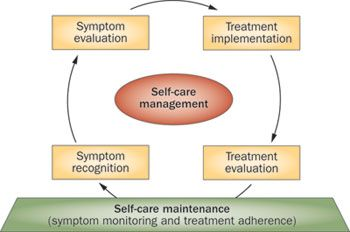 Symptom
evaluation
Treatment
implementation
Self-care
management
Symptom
recognition
Treatment
evaluation
Self-care maintenance
(symptom monitoring and treatment adherence)